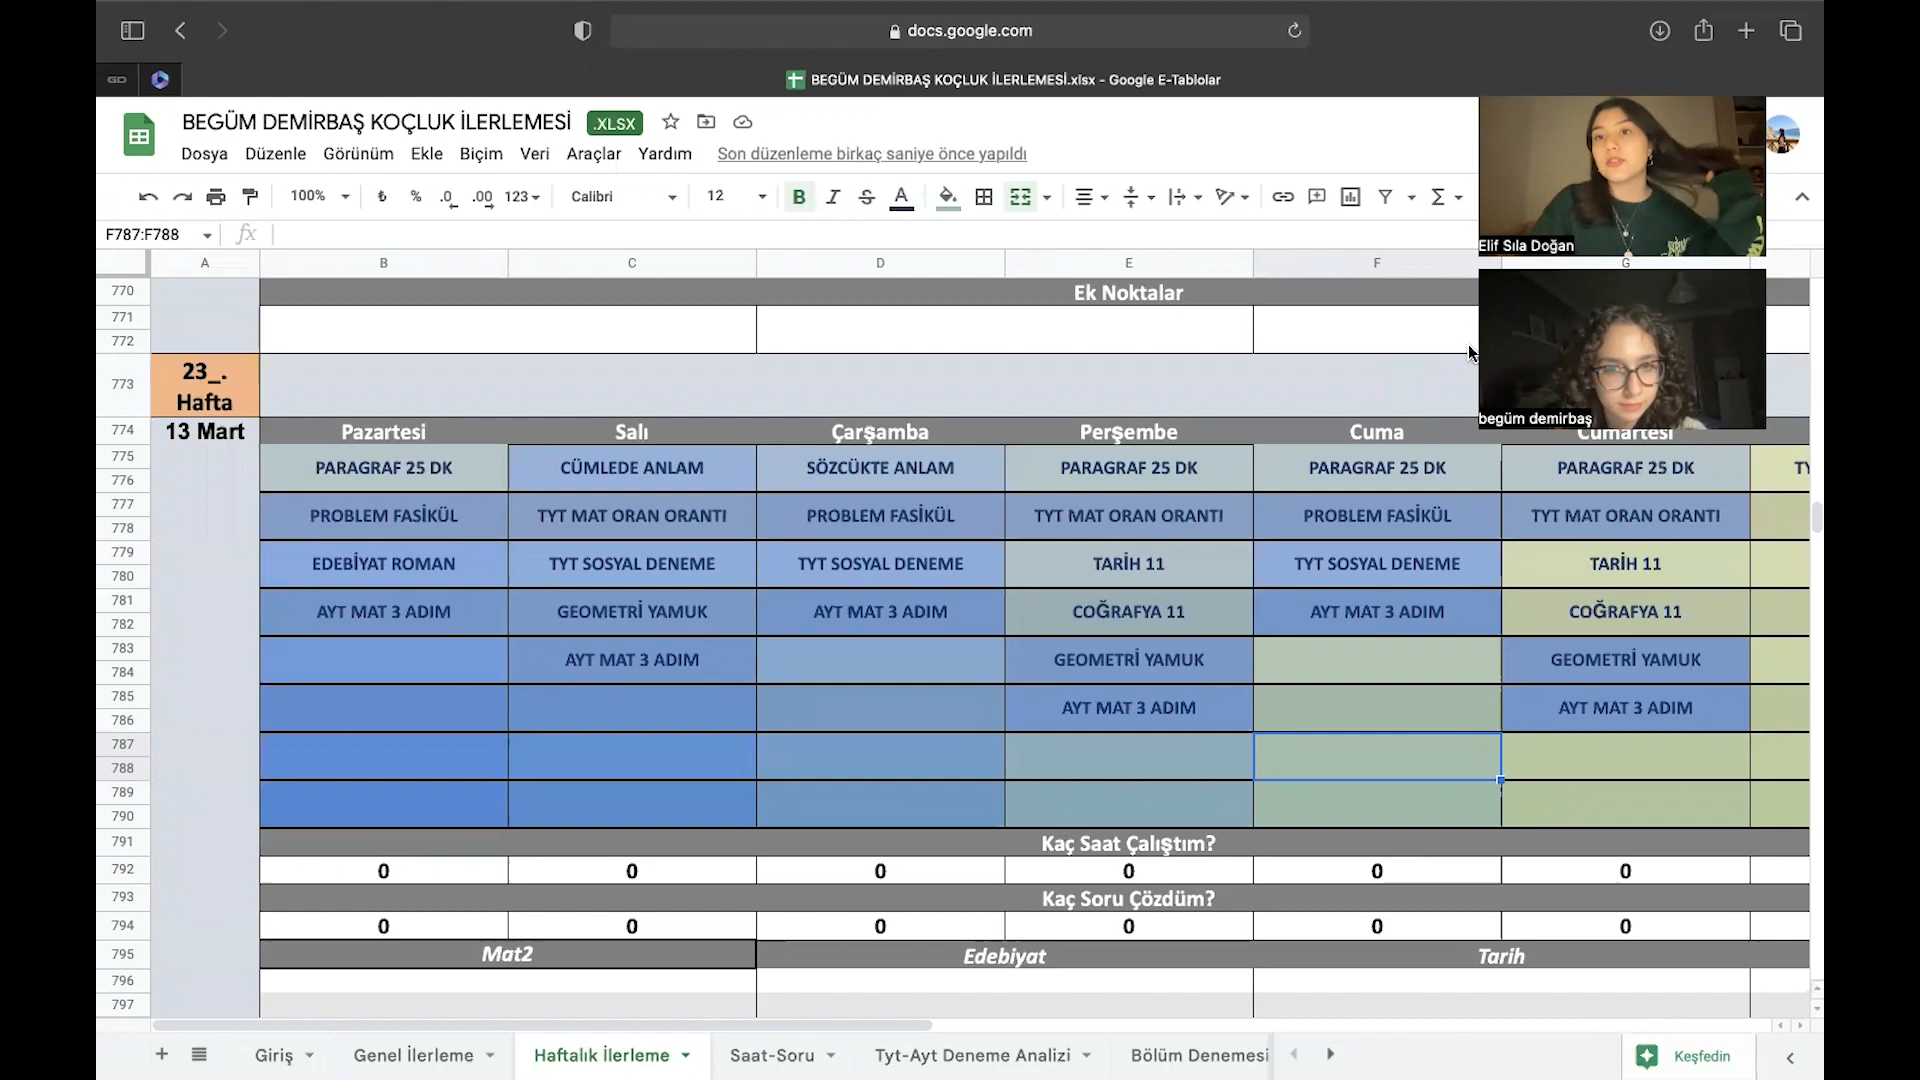 docs.google.com
GD
BEGÜM DEMİRBAŞ KOÇLUK İLERLEMESİ.xlsx - Google E-Tablolar
BEGÜM DEMİRBAŞ KOÇLUK İLERLEMESİ .XLSX
Dosya Düzenle Görünüm Ekle Biçim Veri Araçlar Yardım Son düzenleme birkaç saniye önce yapıldı
100% ₺ % .0 .00 123 Calibri 12 B I S A Σ
F787:F788 fx
Elif Sıla Doğan
A B C D E F G
770 Ek Noktalar
771
772
begüm demirbaş
773 23_. Hafta
774 13 Mart Pazartesi Salı Çarşamba Perşembe Cuma Cumartesi
775 PARAGRAF 25 DK CÜMLEDE ANLAM SÖZCÜKTE ANLAM PARAGRAF 25 DK PARAGRAF 25 DK PARAGRAF 25 DK TY
776
777 PROBLEM FASİKÜL TYT MAT ORAN ORANTI PROBLEM FASİKÜL TYT MAT ORAN ORANTI PROBLEM FASİKÜL TYT MAT ORAN ORANTI
778
779 EDEBİYAT ROMAN TYT SOSYAL DENEME TYT SOSYAL DENEME TARİH 11 TYT SOSYAL DENEME TARİH 11
780
781 AYT MAT 3 ADIM GEOMETRİ YAMUK AYT MAT 3 ADIM COĞRAFYA 11 AYT MAT 3 ADIM COĞRAFYA 11
782
783 AYT MAT 3 ADIM GEOMETRİ YAMUK GEOMETRİ YAMUK
784
785 AYT MAT 3 ADIM AYT MAT 3 ADIM
786
787
788
789
790
791 Kaç Saat Çalıştım?
792 0 0 0 0 0 0
793 Kaç Soru Çözdüm?
794 0 0 0 0 0 0
795 Mat2 Edebiyat Tarih
796
797
Giriş Genel İlerleme Haftalık İlerleme Saat-Soru Tyt-Ayt Deneme Analizi Bölüm Denemesi Keşfedin